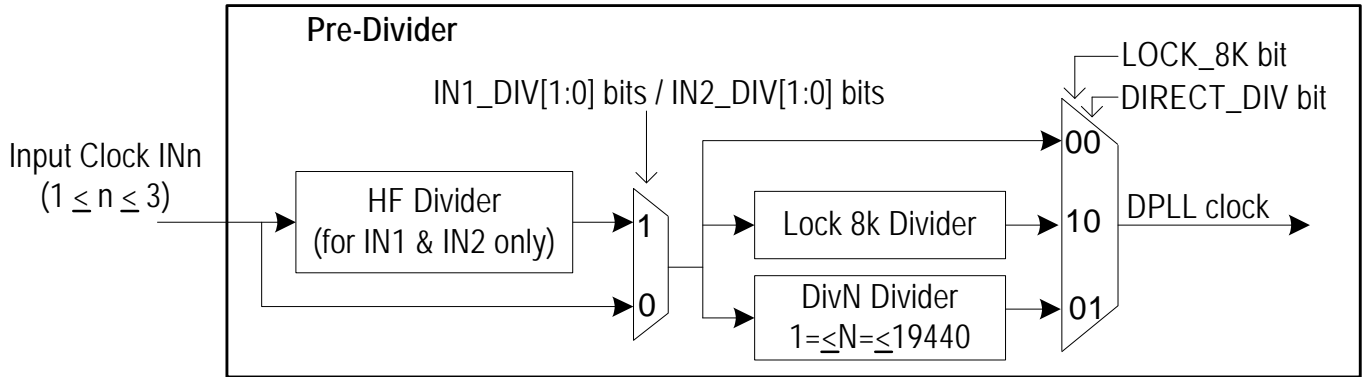 Pre-Divider
LOCK_8K bit
IN1_DIV[1:0] bits / IN2_DIV[1:0] bits
DIRECT_DIV bit
Input Clock INn
(1 ≤ n ≤ 3)
00
HF Divider
(for IN1 & IN2 only)
1
Lock 8k Divider
10
DPLL clock
0
DivN Divider
1=≤N=≤19440
01